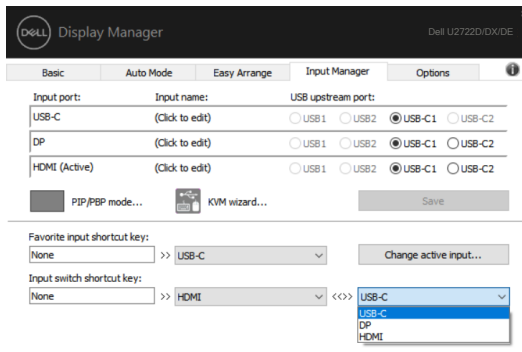 DELL Display Manager Dell U2722D/DX/DE
Basic Auto Mode Easy Arrange Input Manager Options i
Input port: Input name: USB upstream port:
USB-C (Click to edit) USB1 USB2 USB-C1 USB-C2
DP (Click to edit) USB1 USB2 USB-C1 USB-C2
HDMI (Active) (Click to edit) USB1 USB2 USB-C1 USB-C2
PIP/PBP mode... KVM wizard... Save
Favorite input shortcut key:
None >> USB-C Change active input...
Input switch shortcut key:
None >> HDMI <<>> USB-C
USB-C
DP
HDMI